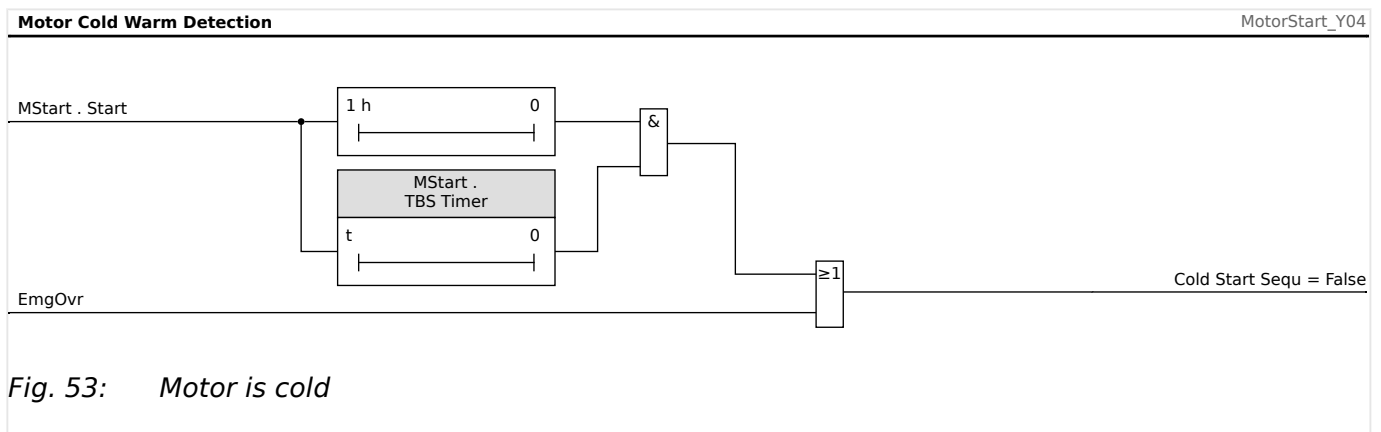 Motor Cold Warm Detection MotorStart_Y04
MStart . Start
1 h 0
&
MStart .
TBS Timer
t 0
≥1
Cold Start Sequ = False
EmgOvr
Fig. 53: Motor is cold